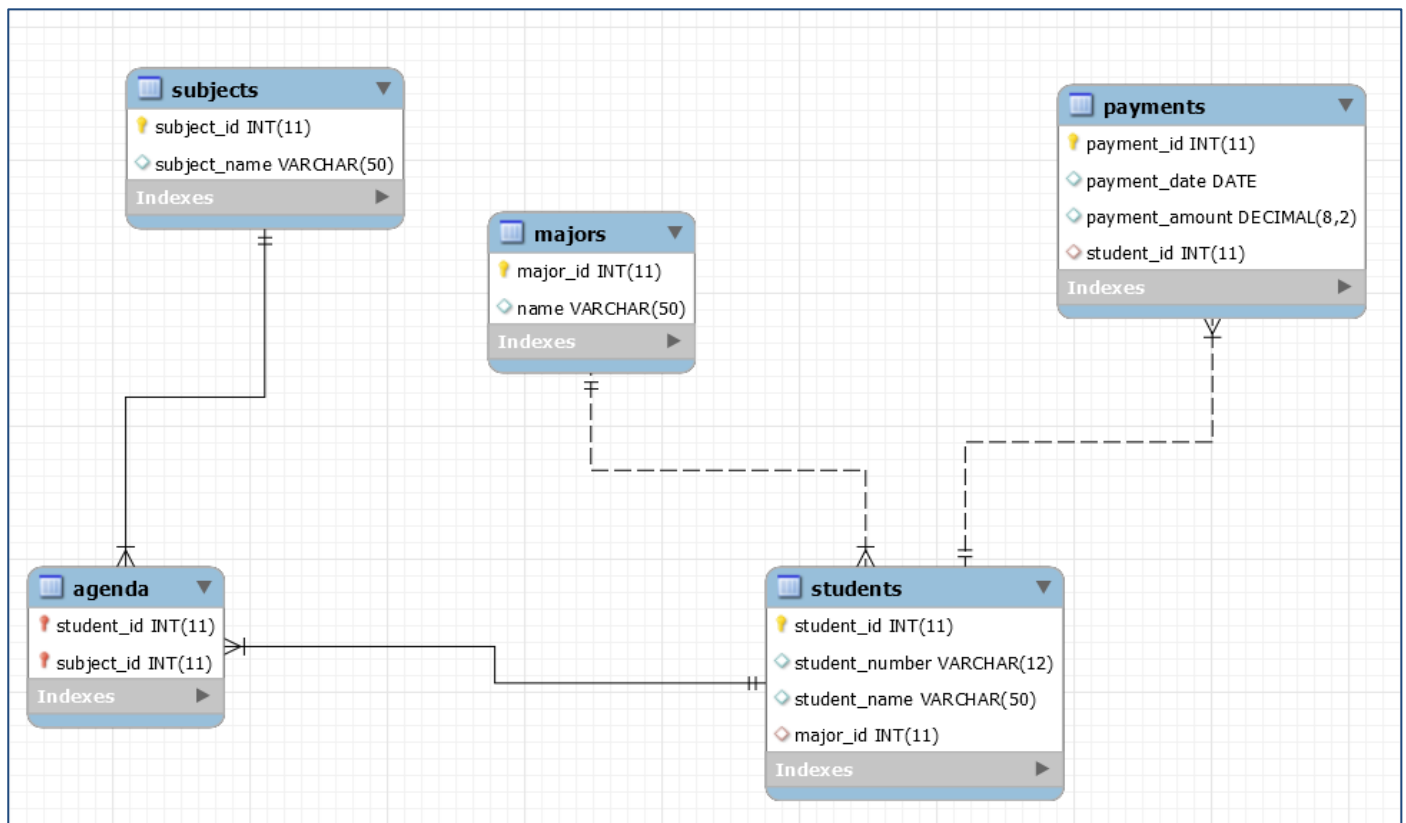 subjects
subject_id INT(11)
subject_name VARCHAR(50)
Indexes
majors
major_id INT(11)
name VARCHAR(50)
Indexes
payments
payment_id INT(11)
payment_date DATE
payment_amount DECIMAL(8,2)
student_id INT(11)
Indexes
agenda
student_id INT(11)
subject_id INT(11)
Indexes
students
student_id INT(11)
student_number VARCHAR(12)
student_name VARCHAR(50)
major_id INT(11)
Indexes